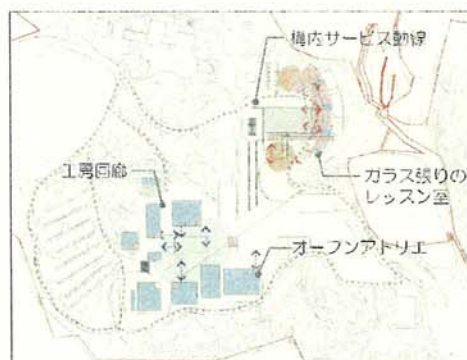 構内サービス動線
工房回廊
ガラス張りの
レッスン室
オープンアトリエ